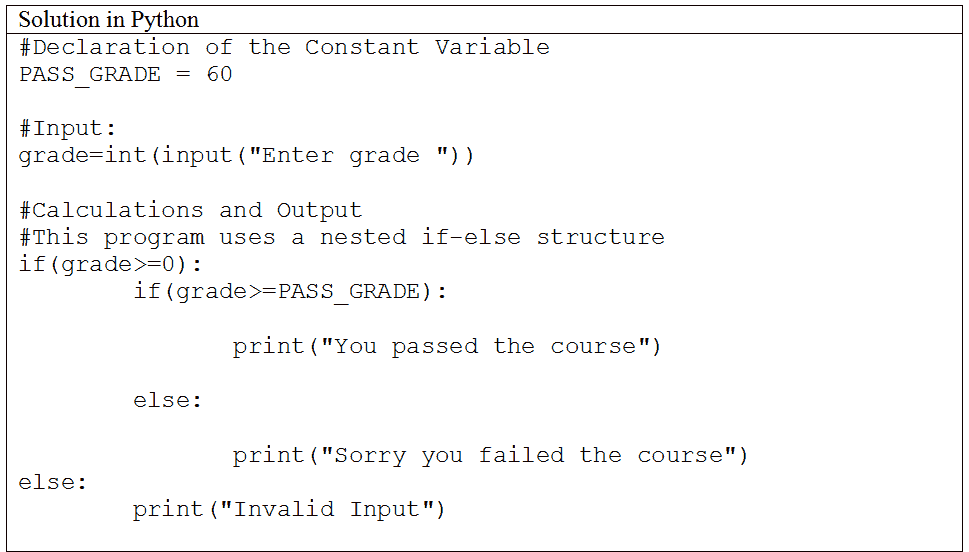 Solution in Python
#Declaration of the Constant Variable
PASS_GRADE = 60
#Input:
grade=int(input("Enter grade "))
#Calculations and Output
#This program uses a nested if-else structure
if(grade>=0):
if(grade>=PASS_GRADE):
print("You passed the course")
else:
print("Sorry you failed the course")
else:
print("Invalid Input")